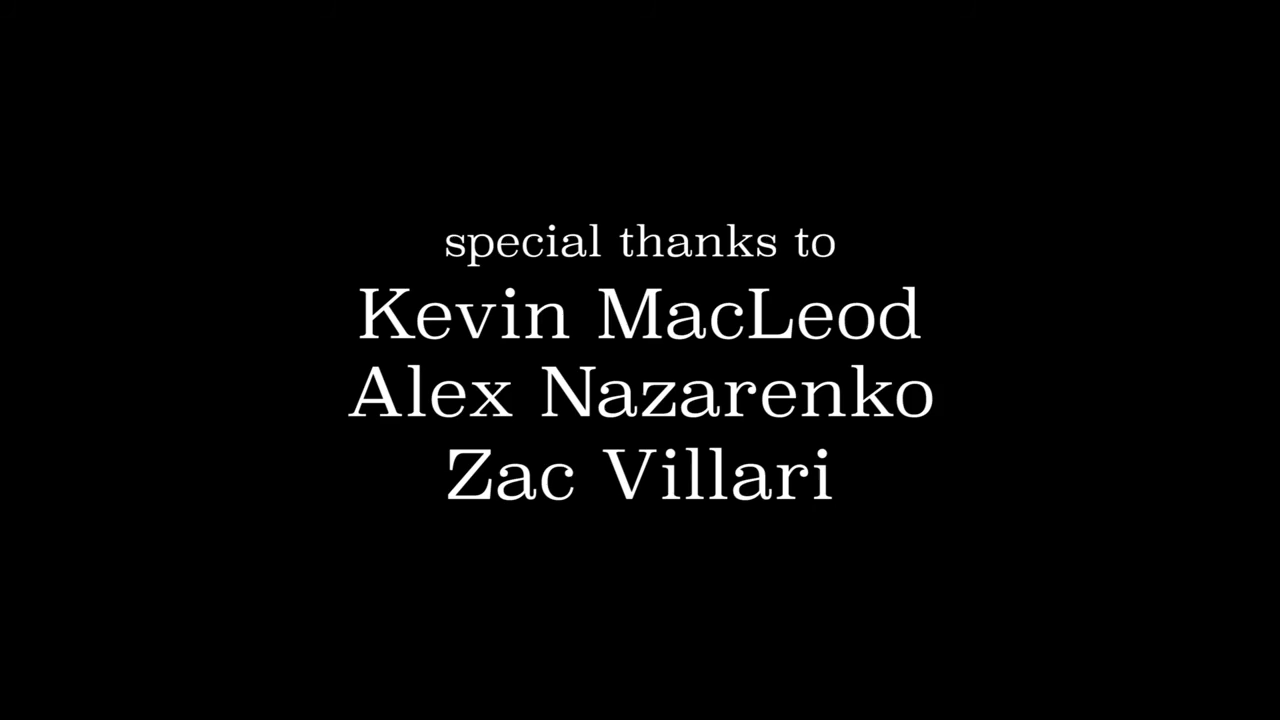 special thanks to
Kevin MacLeod
Alex Nazarenko
Zac Villari